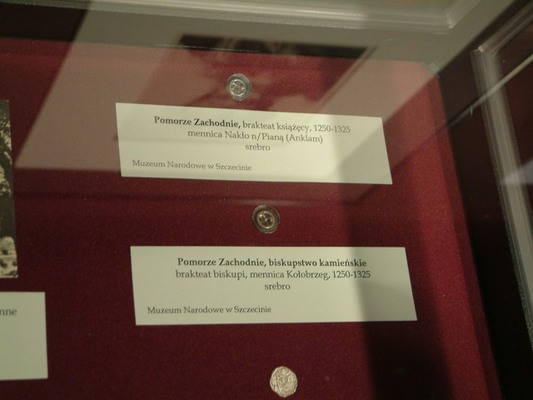 Pomorze Zachodnie, brakteat książęcy, 1250-1325
mennica Nakło n/Pianą (Anklam)
srebro
Muzeum Narodowe w Szczecinie
Pomorze Zachodnie, biskupstwo kamieńskie
brakteat biskupi, mennica Kołobrzeg, 1250-1325
srebro
Muzeum Narodowe w Szczecinie